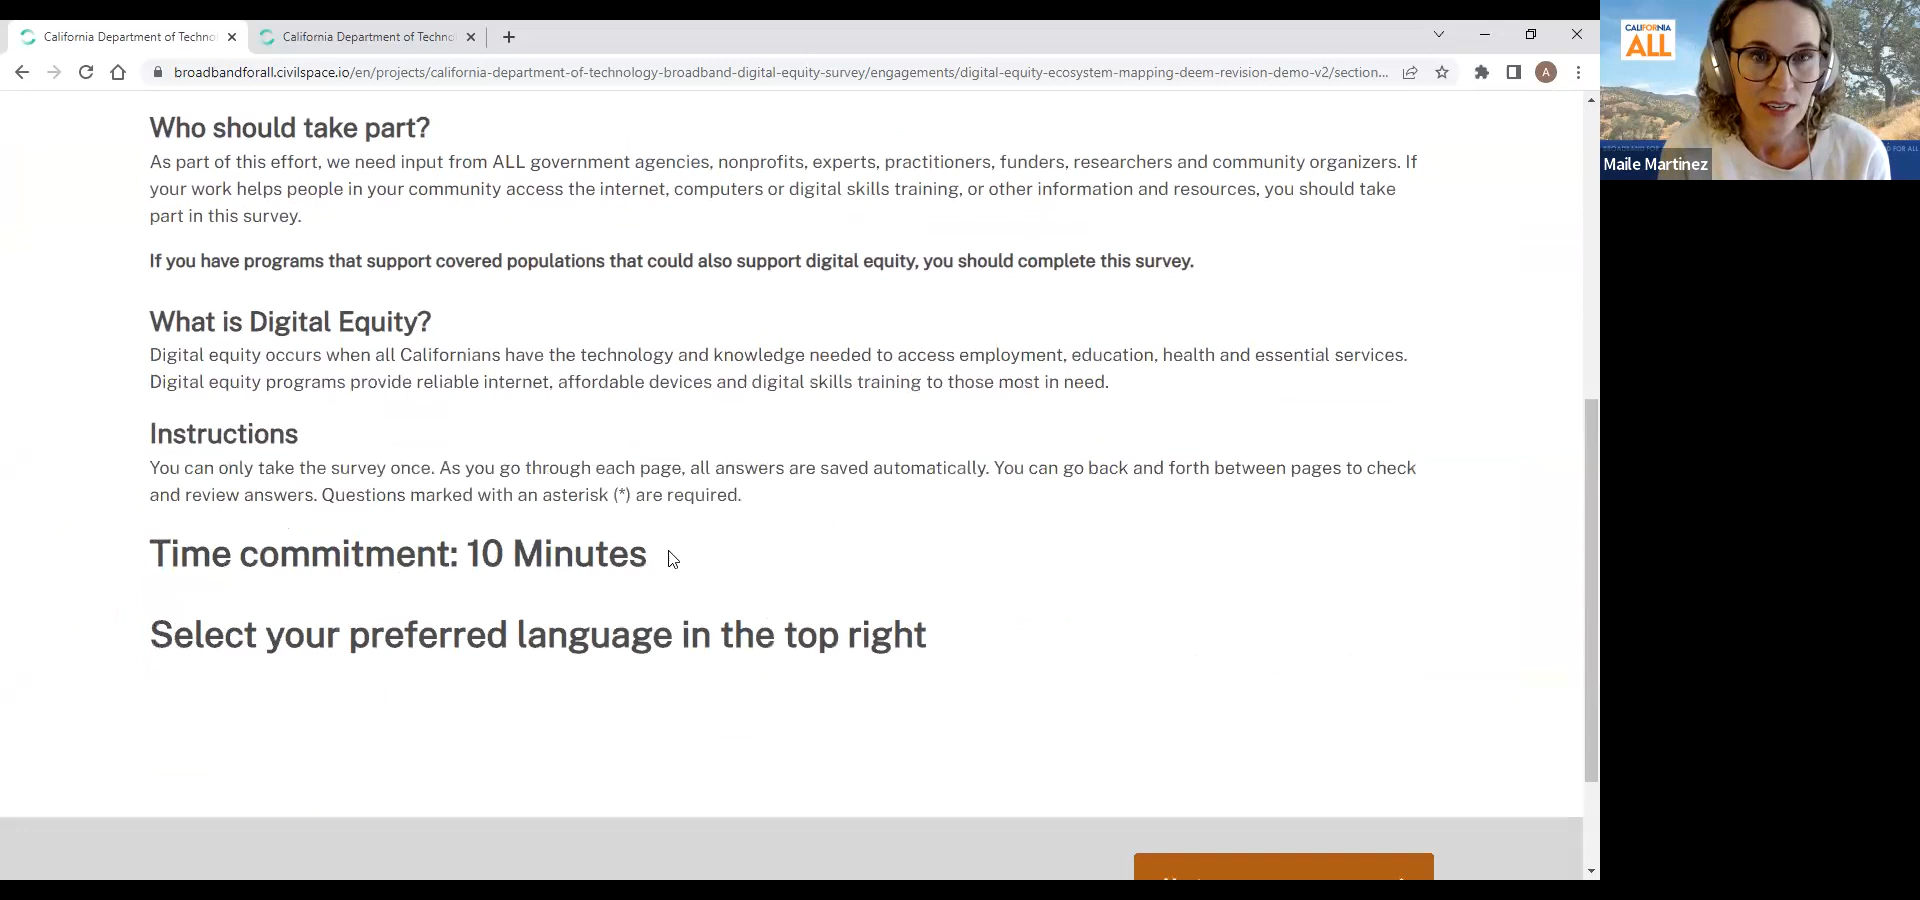 California Department of Techno
California Department of Techno
broadbandforall.civilspace.io/en/projects/california-department-of-technology-broadband-digital-equity-survey/engagements/digital-equity-ecosystem-mapping-deem-revision-demo-v2/section...
A
CALIFORNIA
ALL
Maile Martinez
Who should take part?
As part of this effort, we need input from ALL government agencies, nonprofits, experts, practitioners, funders, researchers and community organizers. If
your work helps people in your community access the internet, computers or digital skills training, or other information and resources, you should take
part in this survey.
If you have programs that support covered populations that could also support digital equity, you should complete this survey.
What is Digital Equity?
Digital equity occurs when all Californians have the technology and knowledge needed to access employment, education, health and essential services.
Digital equity programs provide reliable internet, affordable devices and digital skills training to those most in need.
Instructions
You can only take the survey once. As you go through each page, all answers are saved automatically. You can go back and forth between pages to check
and review answers. Questions marked with an asterisk (*) are required.
Time commitment: 10 Minutes
Select your preferred language in the top right